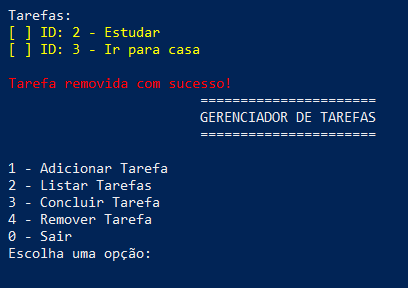 Tarefas:
[ ] ID: 2 - Estudar
[ ] ID: 3 - Ir para casa
Tarefa removida com sucesso!
======================
GERENCIADOR DE TAREFAS
======================
1 - Adicionar Tarefa
2 - Listar Tarefas
3 - Concluir Tarefa
4 - Remover Tarefa
0 - Sair
Escolha uma opção: